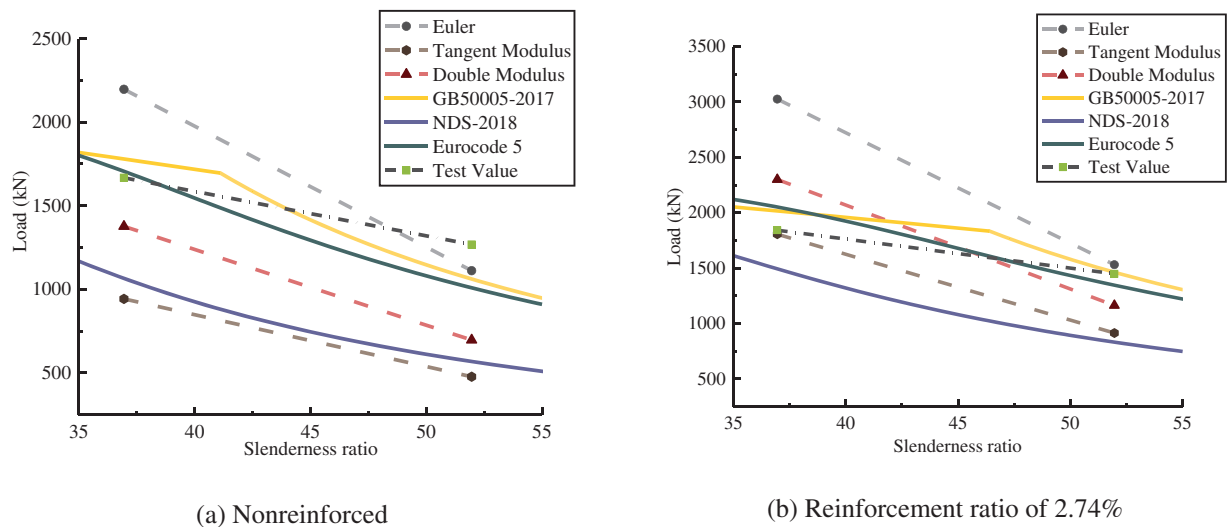 2500
2000
1500
1000
500
Load (kN)
35
40
45
50
55
Slenderness ratio
Euler
Tangent Modulus
Double Modulus
GB50005-2017
NDS-2018
Eurocode 5
Test Value
(a) Nonreinforced
3500
3000
2500
2000
1500
1000
500
Load (kN)
35
40
45
50
55
Slenderness ratio
Euler
Tangent Modulus
Double Modulus
GB50005-2017
NDS-2018
Eurocode 5
Test Value
(b) Reinforcement ratio of 2.74%